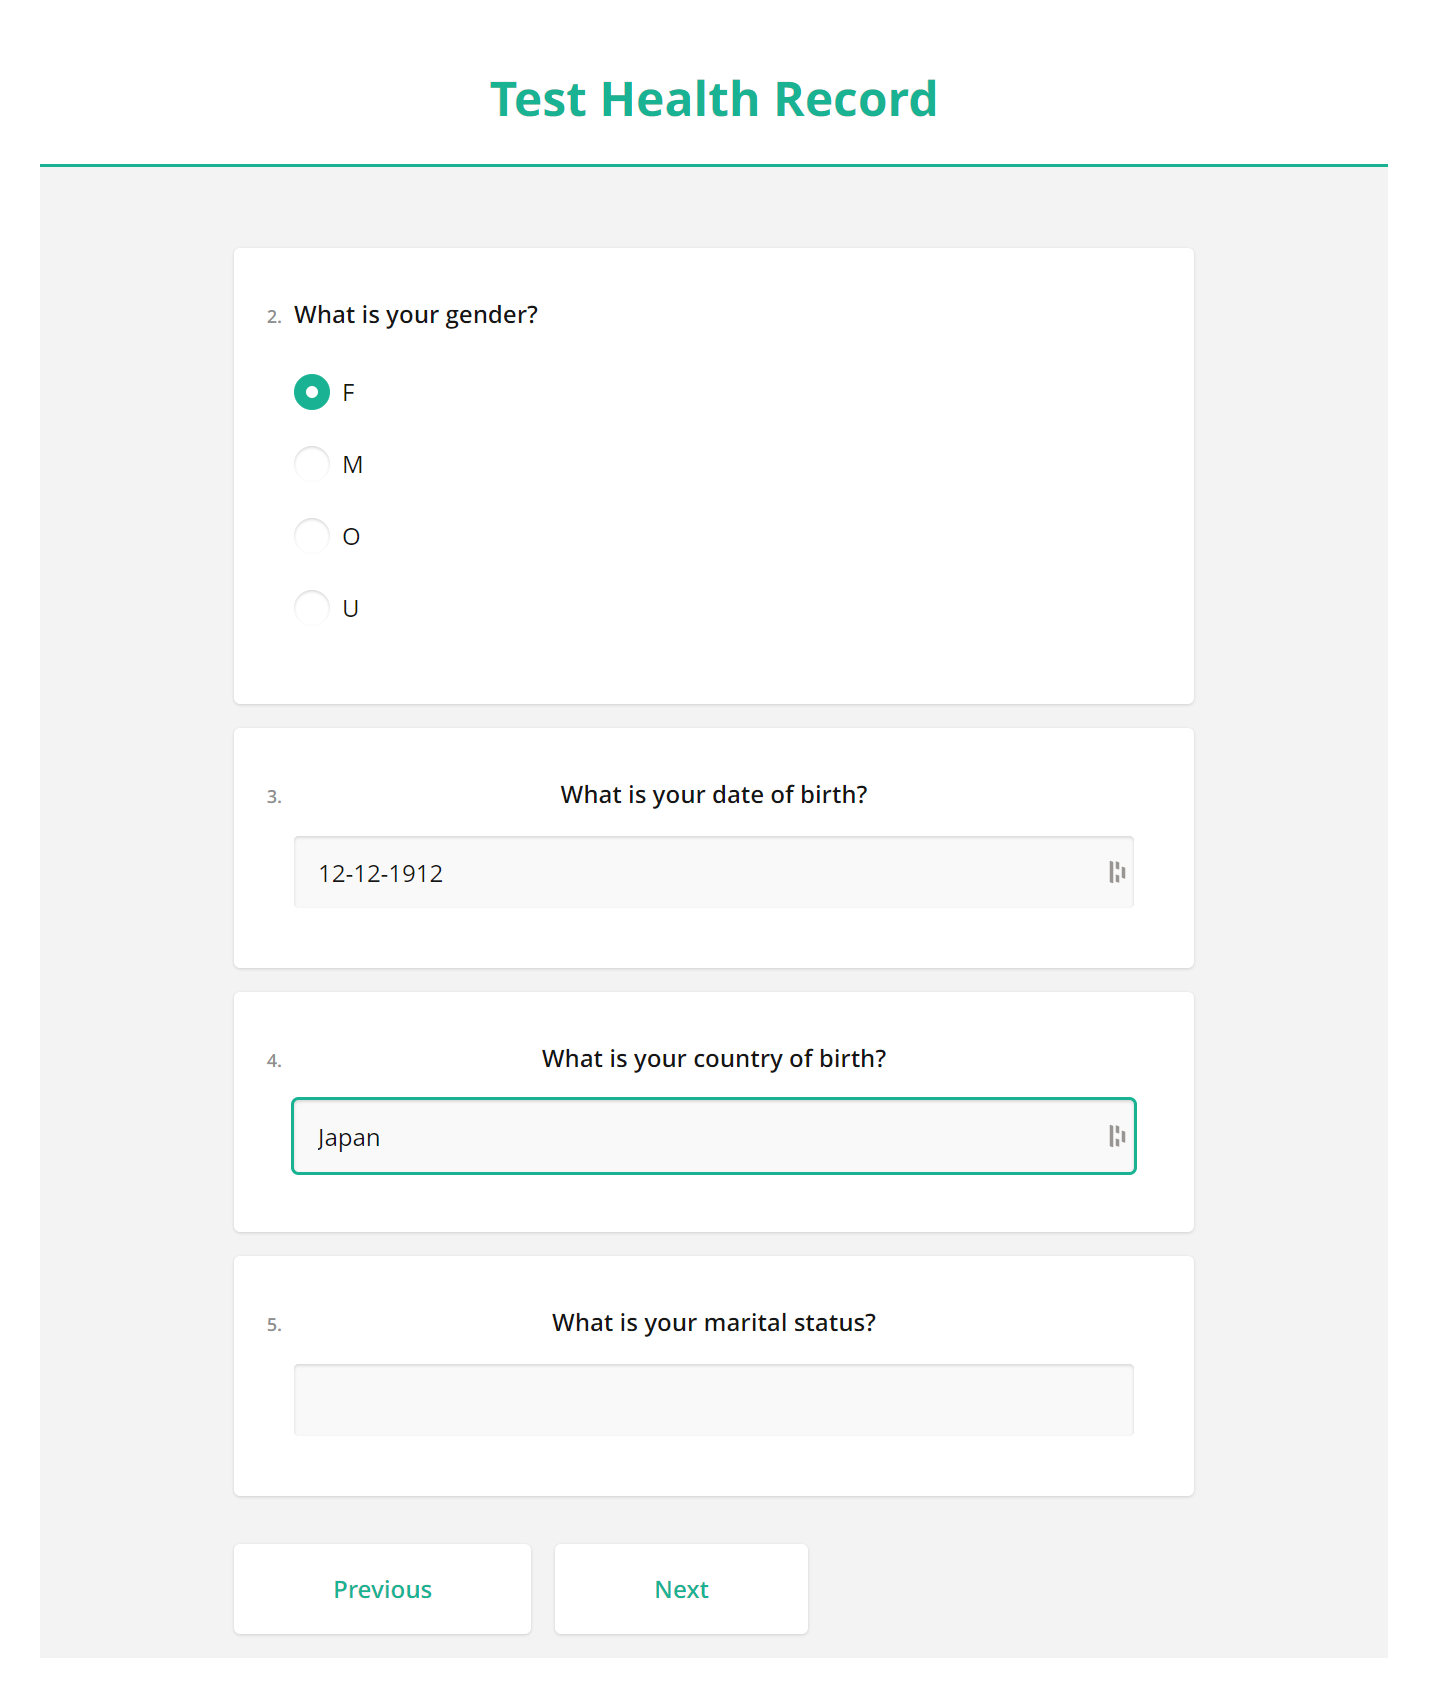 Test Health Record
2. What is your gender?
F
M
O
U
3. What is your date of birth?
12-12-1912
4. What is your country of birth?
Japan
5. What is your marital status?
Previous
Next